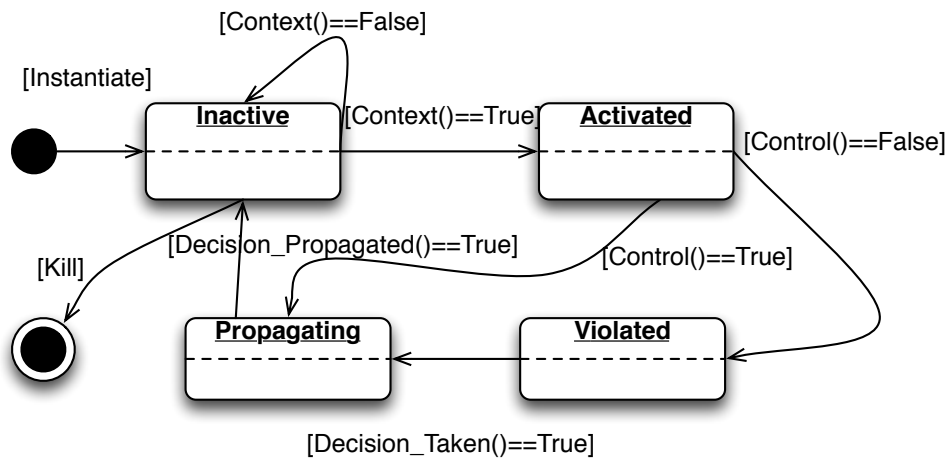 [Context()==False]
[Instantiate]
Inactive
[Context()==True]
Activated
[Control()==False]
[Decision_Propagated()==True]
[Control()==True]
[Kill]
Propagating
Violated
[Decision_Taken()==True]